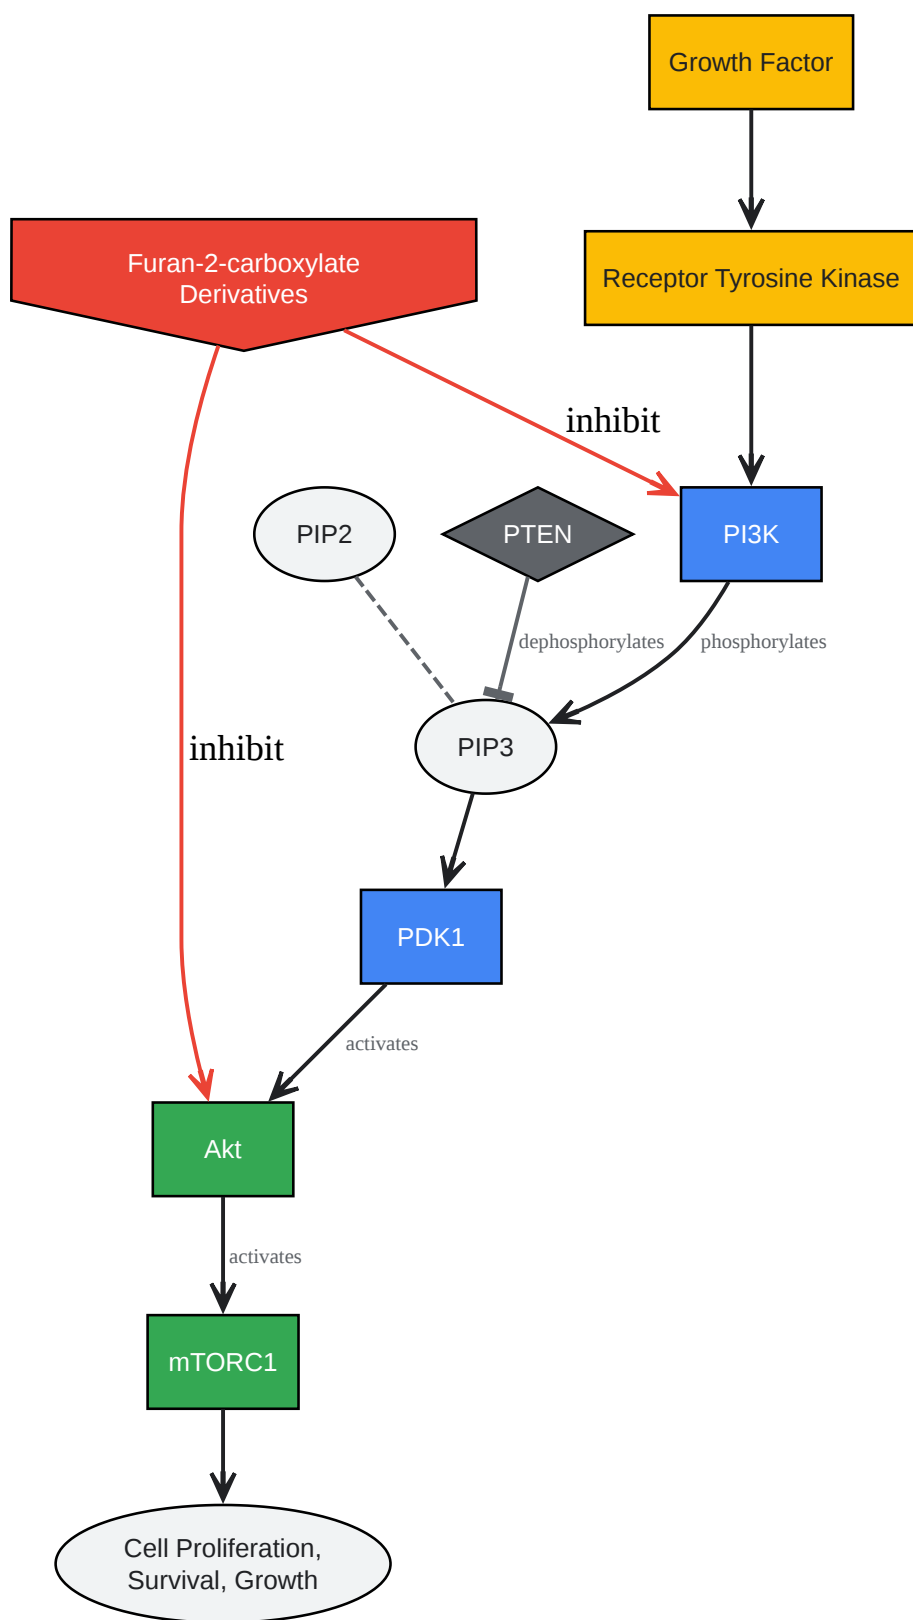 Growth Factor
Furan-2-carboxylate
Derivatives
Receptor Tyrosine Kinase
inhibit
PIP2
PTEN
PI3K
dephosphorylates
phosphorylates
inhibit
PIP3
PDK1
activates
Akt
activates
mTORC1
Cell Proliferation,
Survival, Growth